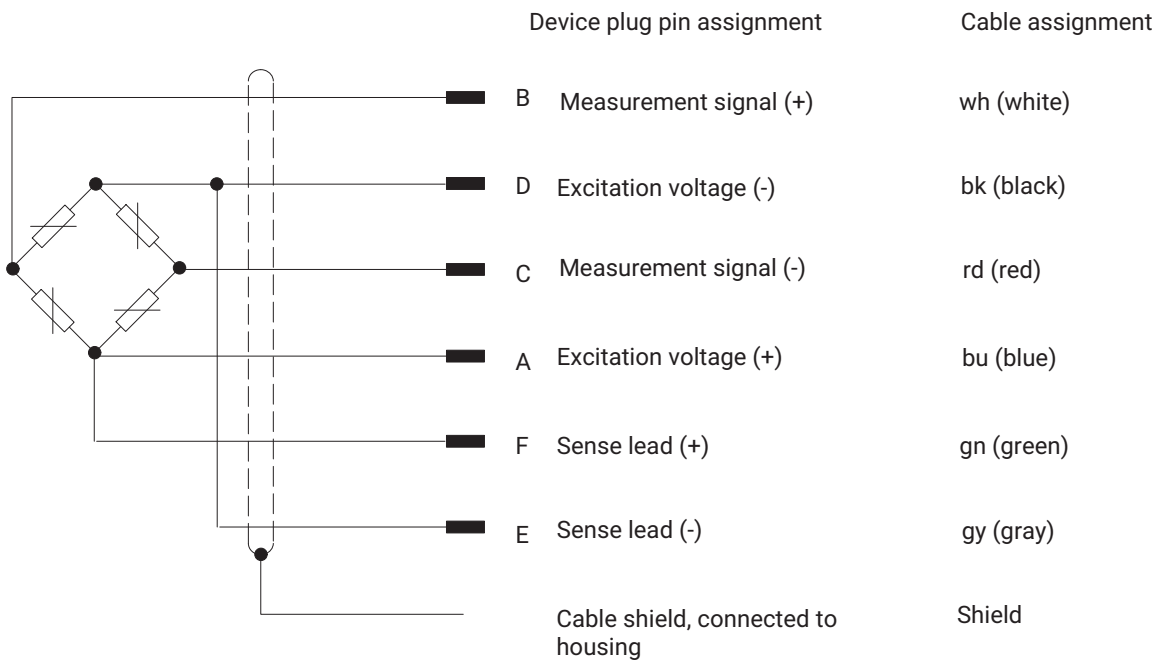 Device plug pin assignment Cable assignment
B Measurement signal (+) wh (white)
D Excitation voltage (-) bk (black)
C Measurement signal (-) rd (red)
A Excitation voltage (+) bu (blue)
F Sense lead (+) gn (green)
E Sense lead (-) gy (gray)
Cable shield, connected to Shield
housing